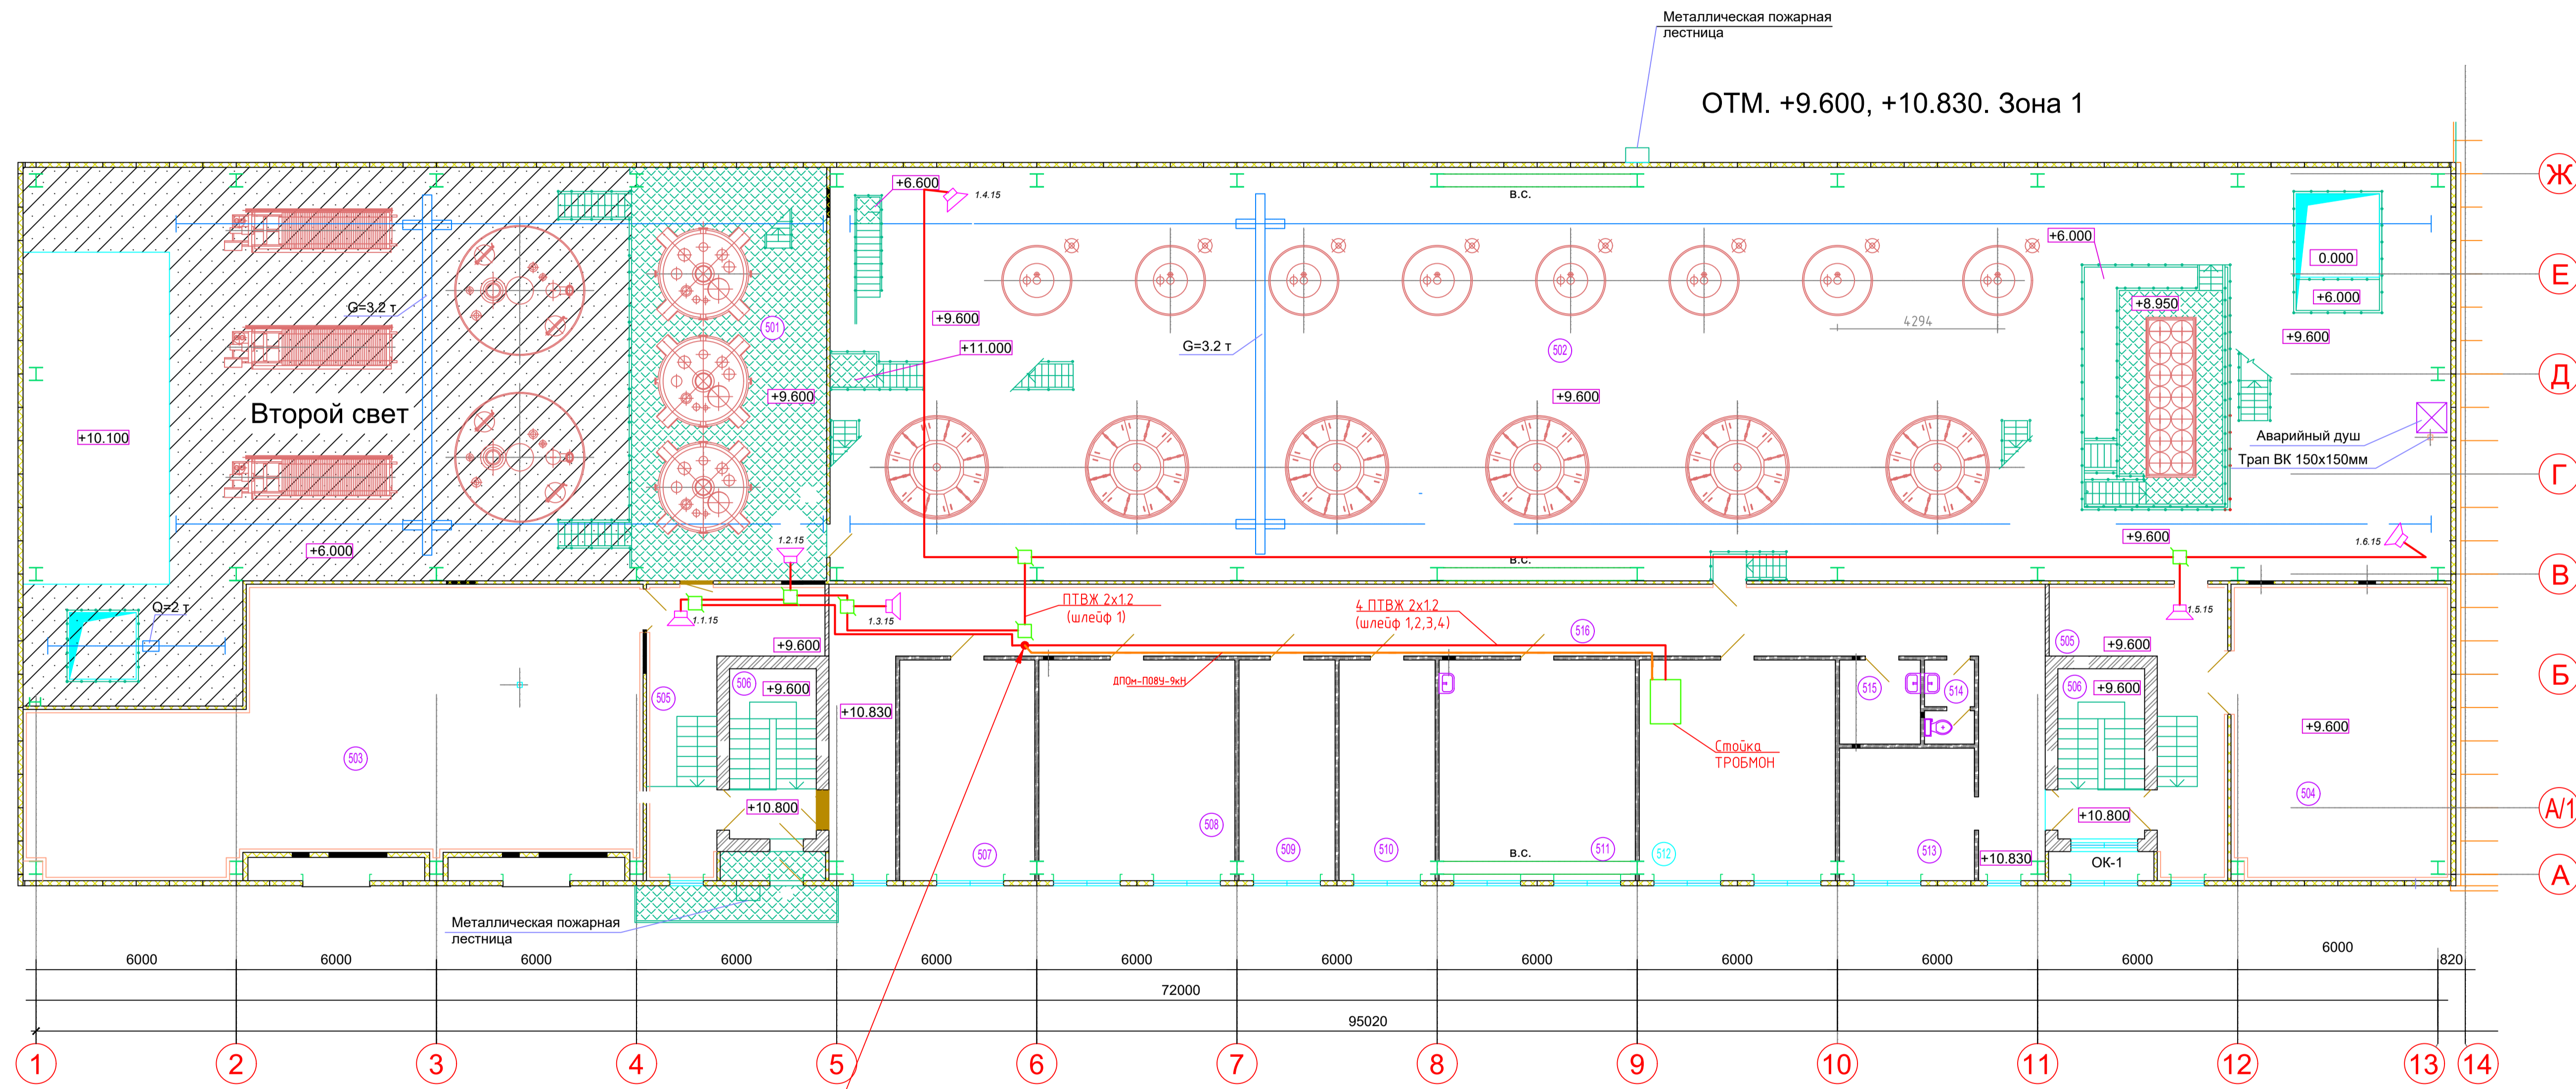 Металлическая пожарная
лестница
ОТМ. +9.600, +10.830. Зона 1
Ж
+6.600
1.4.15
в.с.
+6.000
0.000
Е
+6.000
+8.950
G=3.2 т
501
+9.600
+9.600
+11.000
G=3.2 т
502
4294
Д
+9.600
+9.600
Второй свет
+10.100
Аварийный душ
Трап ВК 150х150мм
Г
+6.000
1.2.15
+9.600
1.6.15
в.с.
В
Q=2 т
1.1.15
1.3.15
ПТВЖ 2х1.2
(шлейф 1)
4 ПТВЖ 2х1.2
(шлейф 1,2,3,4)
516
1.5.15
+9.600
505
+9.600
Б
505
506
+9.600
ДПОм-П08У-9кН
515
514
506
+9.600
+10.830
+9.600
503
Стойка
ТРОБМОН
+10.800
504
А/1
+10.800
508
507
509
510
в.с.
511
512
513
+10.830
ОК-1
А
Металлическая пожарная
лестница
6000
6000
6000
6000
6000
6000
6000
6000
6000
6000
6000
6000
820
72000
95020
1
2
3
4
5
6
7
8
9
10
11
12
13
14